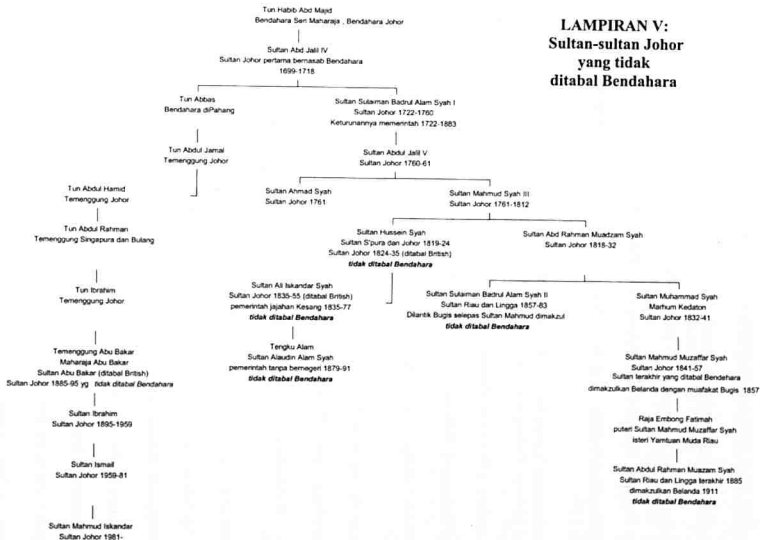 LAMPIRAN V:
Sultan-sultan Johor
yang tidak
ditabal Bendahara
Tun Habib Abd Majid
Bendahara Seri Maharaja , Bendahara Johor
Sultan Abd Jalil IV
Sultan Johor pertama bernasab Bendahara
1699-1718
Tun Abbas
Bendahara diPahang
Sultan Sulaiman Badrul Alam Syah I
Sultan Johor 1722-1760
Keturunannya memerintah 1722-1883
Tun Abdul Jamal
Temenggung Johor
Sultan Abdul Jalil V
Sultan Johor 1760-61
Tun Abdul Hamid
Temenggung Johor
Sultan Ahmad Syah
Sultan Johor 1761
Sultan Mahmud Syah III
Sultan Johor 1761-1812
Tun Abdul Rahman
Temenggung Singapura dan Bulang
Sultan Hussein Syah
Sultan S'pura dan Johor 1819-24
Sultan Johor 1824-35 (ditabal British)
tidak ditabal Bendahara
Sultan Abd Rahman Muadzam Syah
Sultan Johor 1818-32
Tun Ibrahim
Temenggung Johor
Sultan Ali Iskandar Syah
Sultan Johor 1835-55 (ditabal British)
pemerintah jajahan Kesang 1835-77
tidak ditabal Bendahara
Sultan Sulaiman Badrul Alam Syah II
Sultan Riau dan Lingga 1857-83
Dilantik Bugis selepas Sultan Mahmud dimakzul
tidak ditabal Bendahara
Sultan Muhammad Syah
Marhum Kedaton
Sultan Johor 1832-41
Temenggung Abu Bakar
Maharaja Abu Bakar
Sultan Abu Bakar (ditabal British)
Sultan Johor 1885-95 yg tidak ditabal Bendahara
Tengku Alam
Sultan Alaudin Alam Syah
pemerintah tanpa bernegeri 1879-91
tidak ditabal Bendahara
Sultan Mahmud Muzaffar Syah
Sultan Johor 1841-57
Sultan terakhir yang ditabal Bendehara
dimakzulkan Belanda dengan muafakat Bugis 1857
Sultan Ibrahim
Sultan Johor 1895-1959
Raja Embong Fatimah
puteri Sultan Mahmud Muzaffar Syah
isteri Yamtuan Muda Riau
Sultan Ismail
Sultan Johor 1959-81
Sultan Abdul Rahman Muazam Syah
Sultan Riau dan Lingga terakhir 1885
dimakzulkan Belanda 1911
tidak ditabal Bendahara
Sultan Mahmud Iskandar
Sultan Johor 1981-